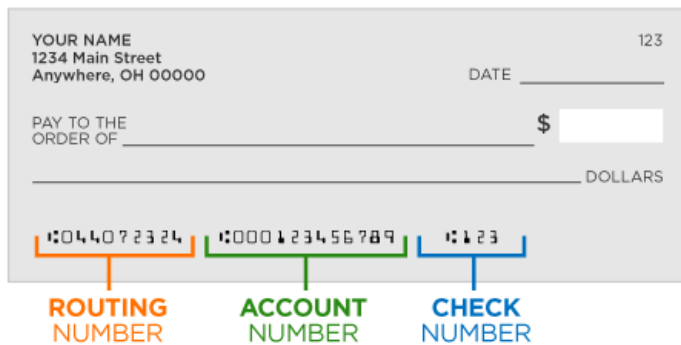 YOUR NAME
123
1234 Main Street
Anywhere, OH 00000
DATE
PAY TO THE
ORDER OF
$
DOLLARS
⑆044072324 ⑆000123456789 ⑆123
ROUTING ACCOUNT CHECK
NUMBER NUMBER NUMBER